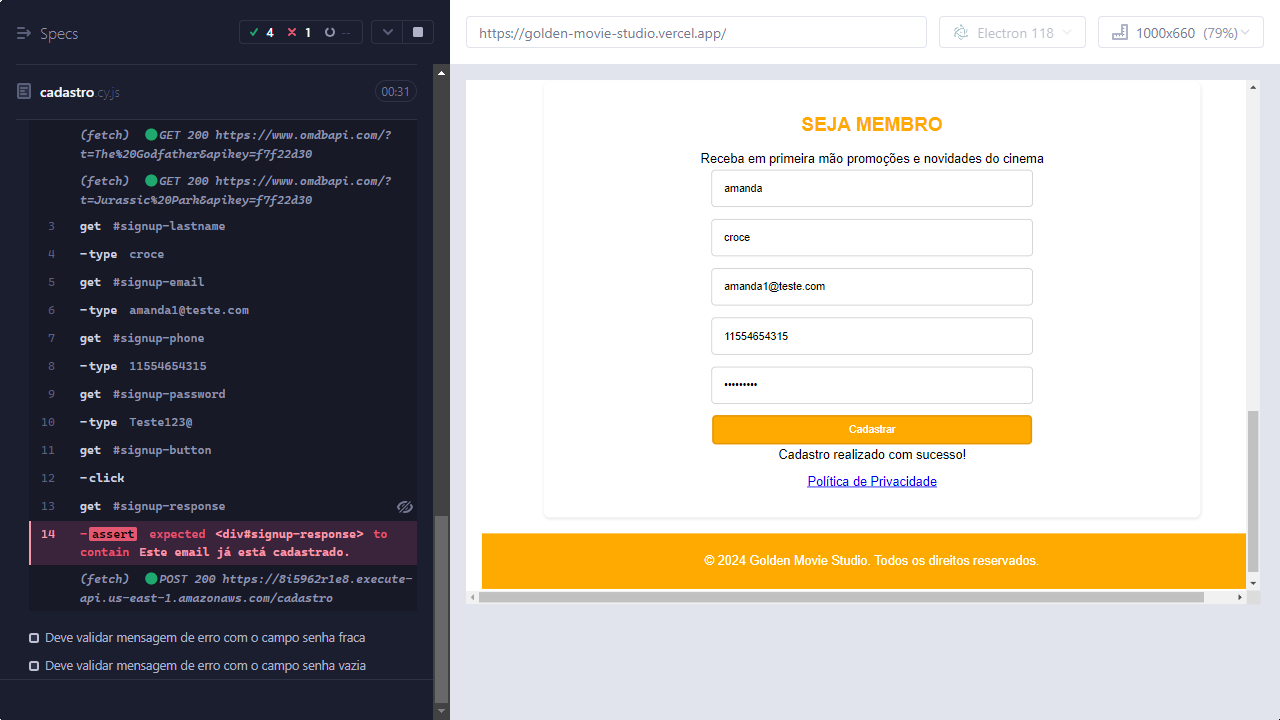 Specs
4 1 --
cadastro.cy.js 00:31
(fetch) GET 200 https://www.omdbapi.com/?
t=The%20Godfather&apikey=f7f22d30
(fetch) GET 200 https://www.omdbapi.com/?
t=Jurassic%20Park&apikey=f7f22d30
3 get #signup-lastname
4 -type croce
5 get #signup-email
6 -type amanda1@teste.com
7 get #signup-phone
8 -type 11554654315
9 get #signup-password
10 -type Teste123@
11 get #signup-button
12 -click
13 get #signup-response
14 -assert expected <div#signup-response> to
contain Este email já está cadastrado.
(fetch) POST 200 https://8i5962r1e8.execute-
api.us-east-1.amazonaws.com/cadastro
Deve validar mensagem de erro com o campo senha fraca
Deve validar mensagem de erro com o campo senha vazia
https://golden-movie-studio.vercel.app/
Electron 118
1000x660 (79%)
SEJA MEMBRO
Receba em primeira mão promoções e novidades do cinema
amanda
croce
amanda1@teste.com
11554654315
•••••••••
Cadastrar
Cadastro realizado com sucesso!
Política de Privacidade
© 2024 Golden Movie Studio. Todos os direitos reservados.